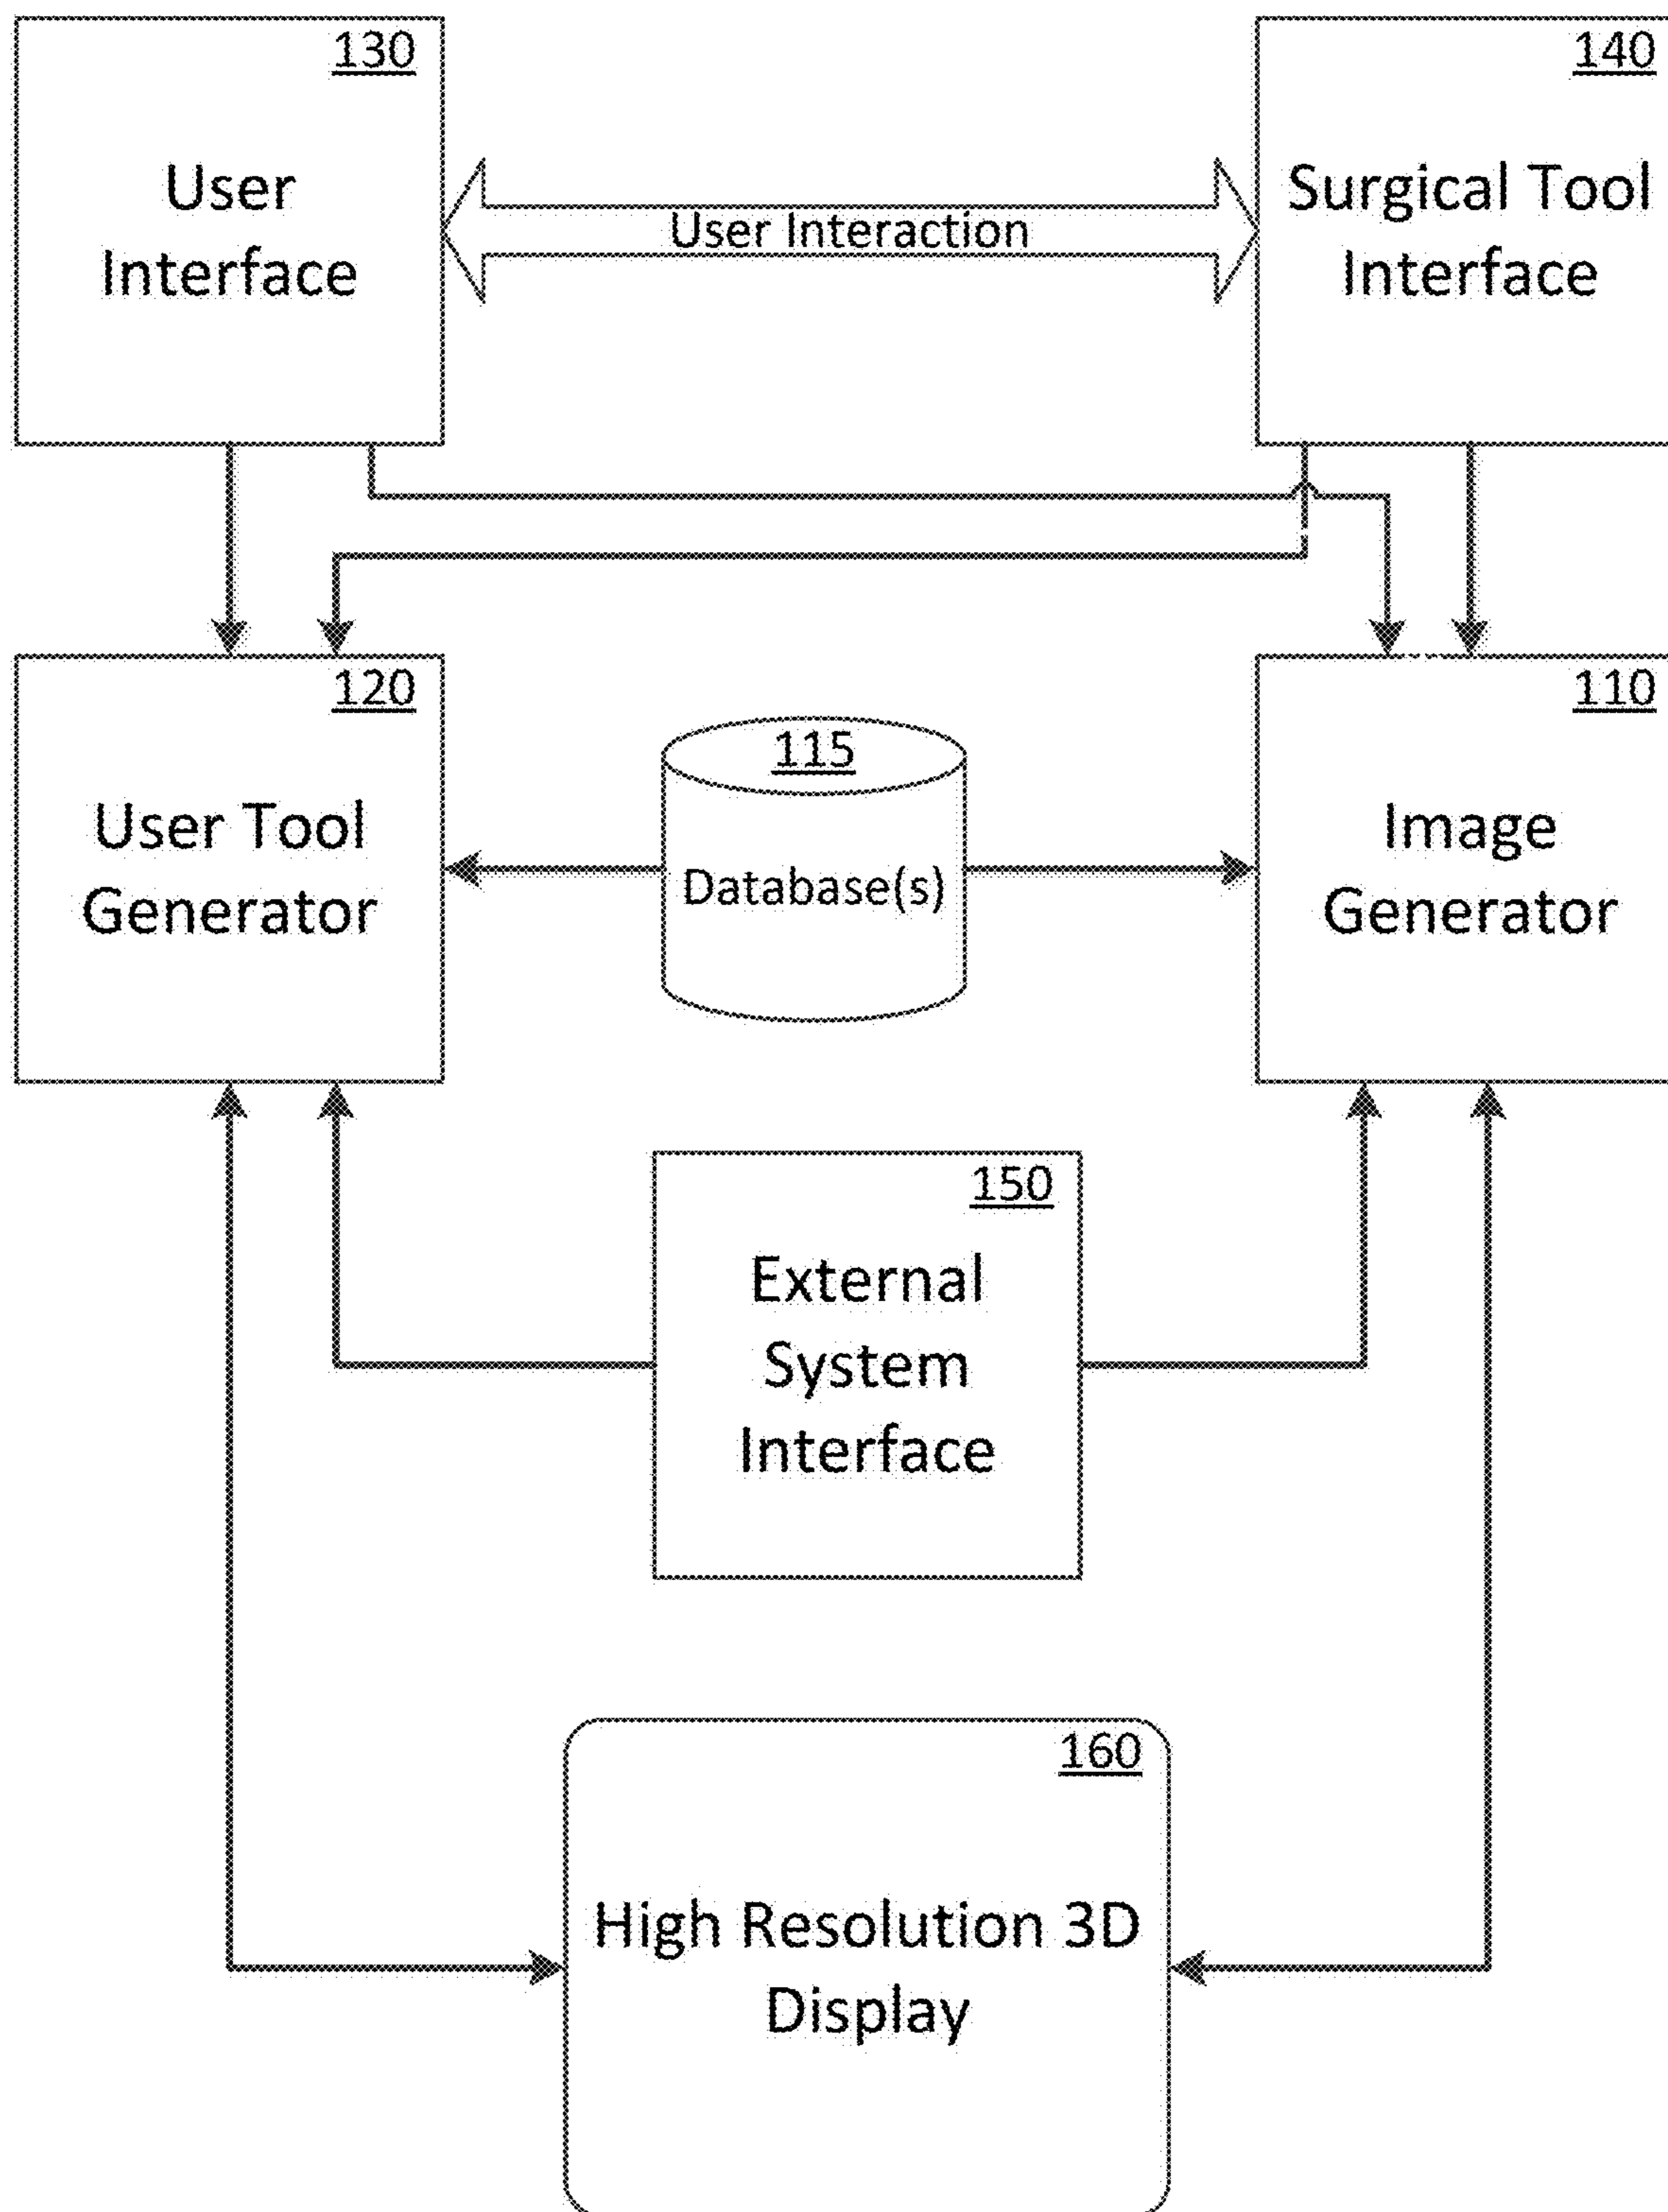 130
User
Interface
User Interaction
140
Surgical Tool
Interface
120
User Tool
Generator
115
Database(s)
110
Image
Generator
150
External
System
Interface
160
High Resolution 3D
Display